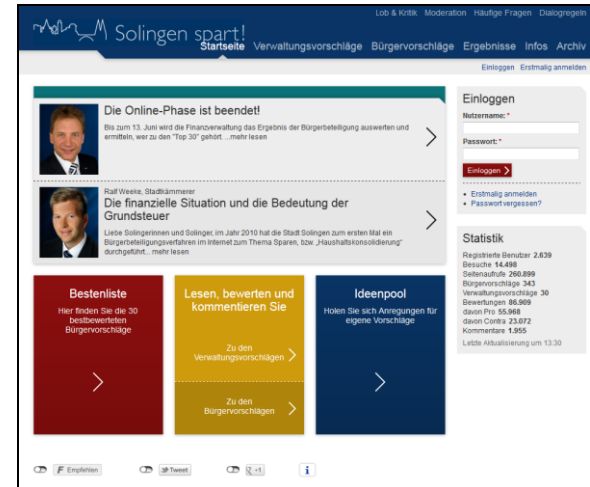 Lob & Kritik Moderation Häufige Fragen Dialogregeln
Solingen spart!
Startseite Verwaltungsvorschläge Bürgervorschläge Ergebnisse Infos Archiv
Einloggen Erstmalig anmelden
Die Online-Phase ist beendet!
Bis zum 13. Juni wird die Finanzverwaltung das Ergebnis der Bürgerbeteiligung auswerten und
ermitteln, wer zu den "Top 30" gehört. ...mehr lesen
Ralf Weeke, Stadtkämmerer
Die finanzielle Situation und die Bedeutung der
Grundsteuer
Liebe Solingerinnen und Solinger, im Jahr 2010 hat die Stadt Solingen zum ersten Mal ein
Bürgerbeteiligungsverfahren im Internet zum Thema Sparen, bzw. „Haushaltskonsolidierung"
durchgeführt... mehr lesen
Bestenliste
Hier finden Sie die 30
bestbewerteten
Bürgervorschläge
Lesen, bewerten und
kommentieren Sie
Zu den
Verwaltungsvorschlägen
Zu den
Bürgervorschlägen
Ideenpool
Holen Sie sich Anregungen für
eigene Vorschläge
Einloggen
Nutzername: *
Passwort: *
Einloggen
Erstmalig anmelden
Passwort vergessen?
Statistik
Registrierte Benutzer 2.639
Besuche 14.498
Seitenaufrufe 260.899
Bürgervorschläge 343
Verwaltungsvorschläge 30
Bewertungen 86.909
davon Pro 55.968
davon Contra 23.072
Kommentare 1.955
Letzte Aktualisierung um 13:30
Empfehlen
Tweet
+1
i